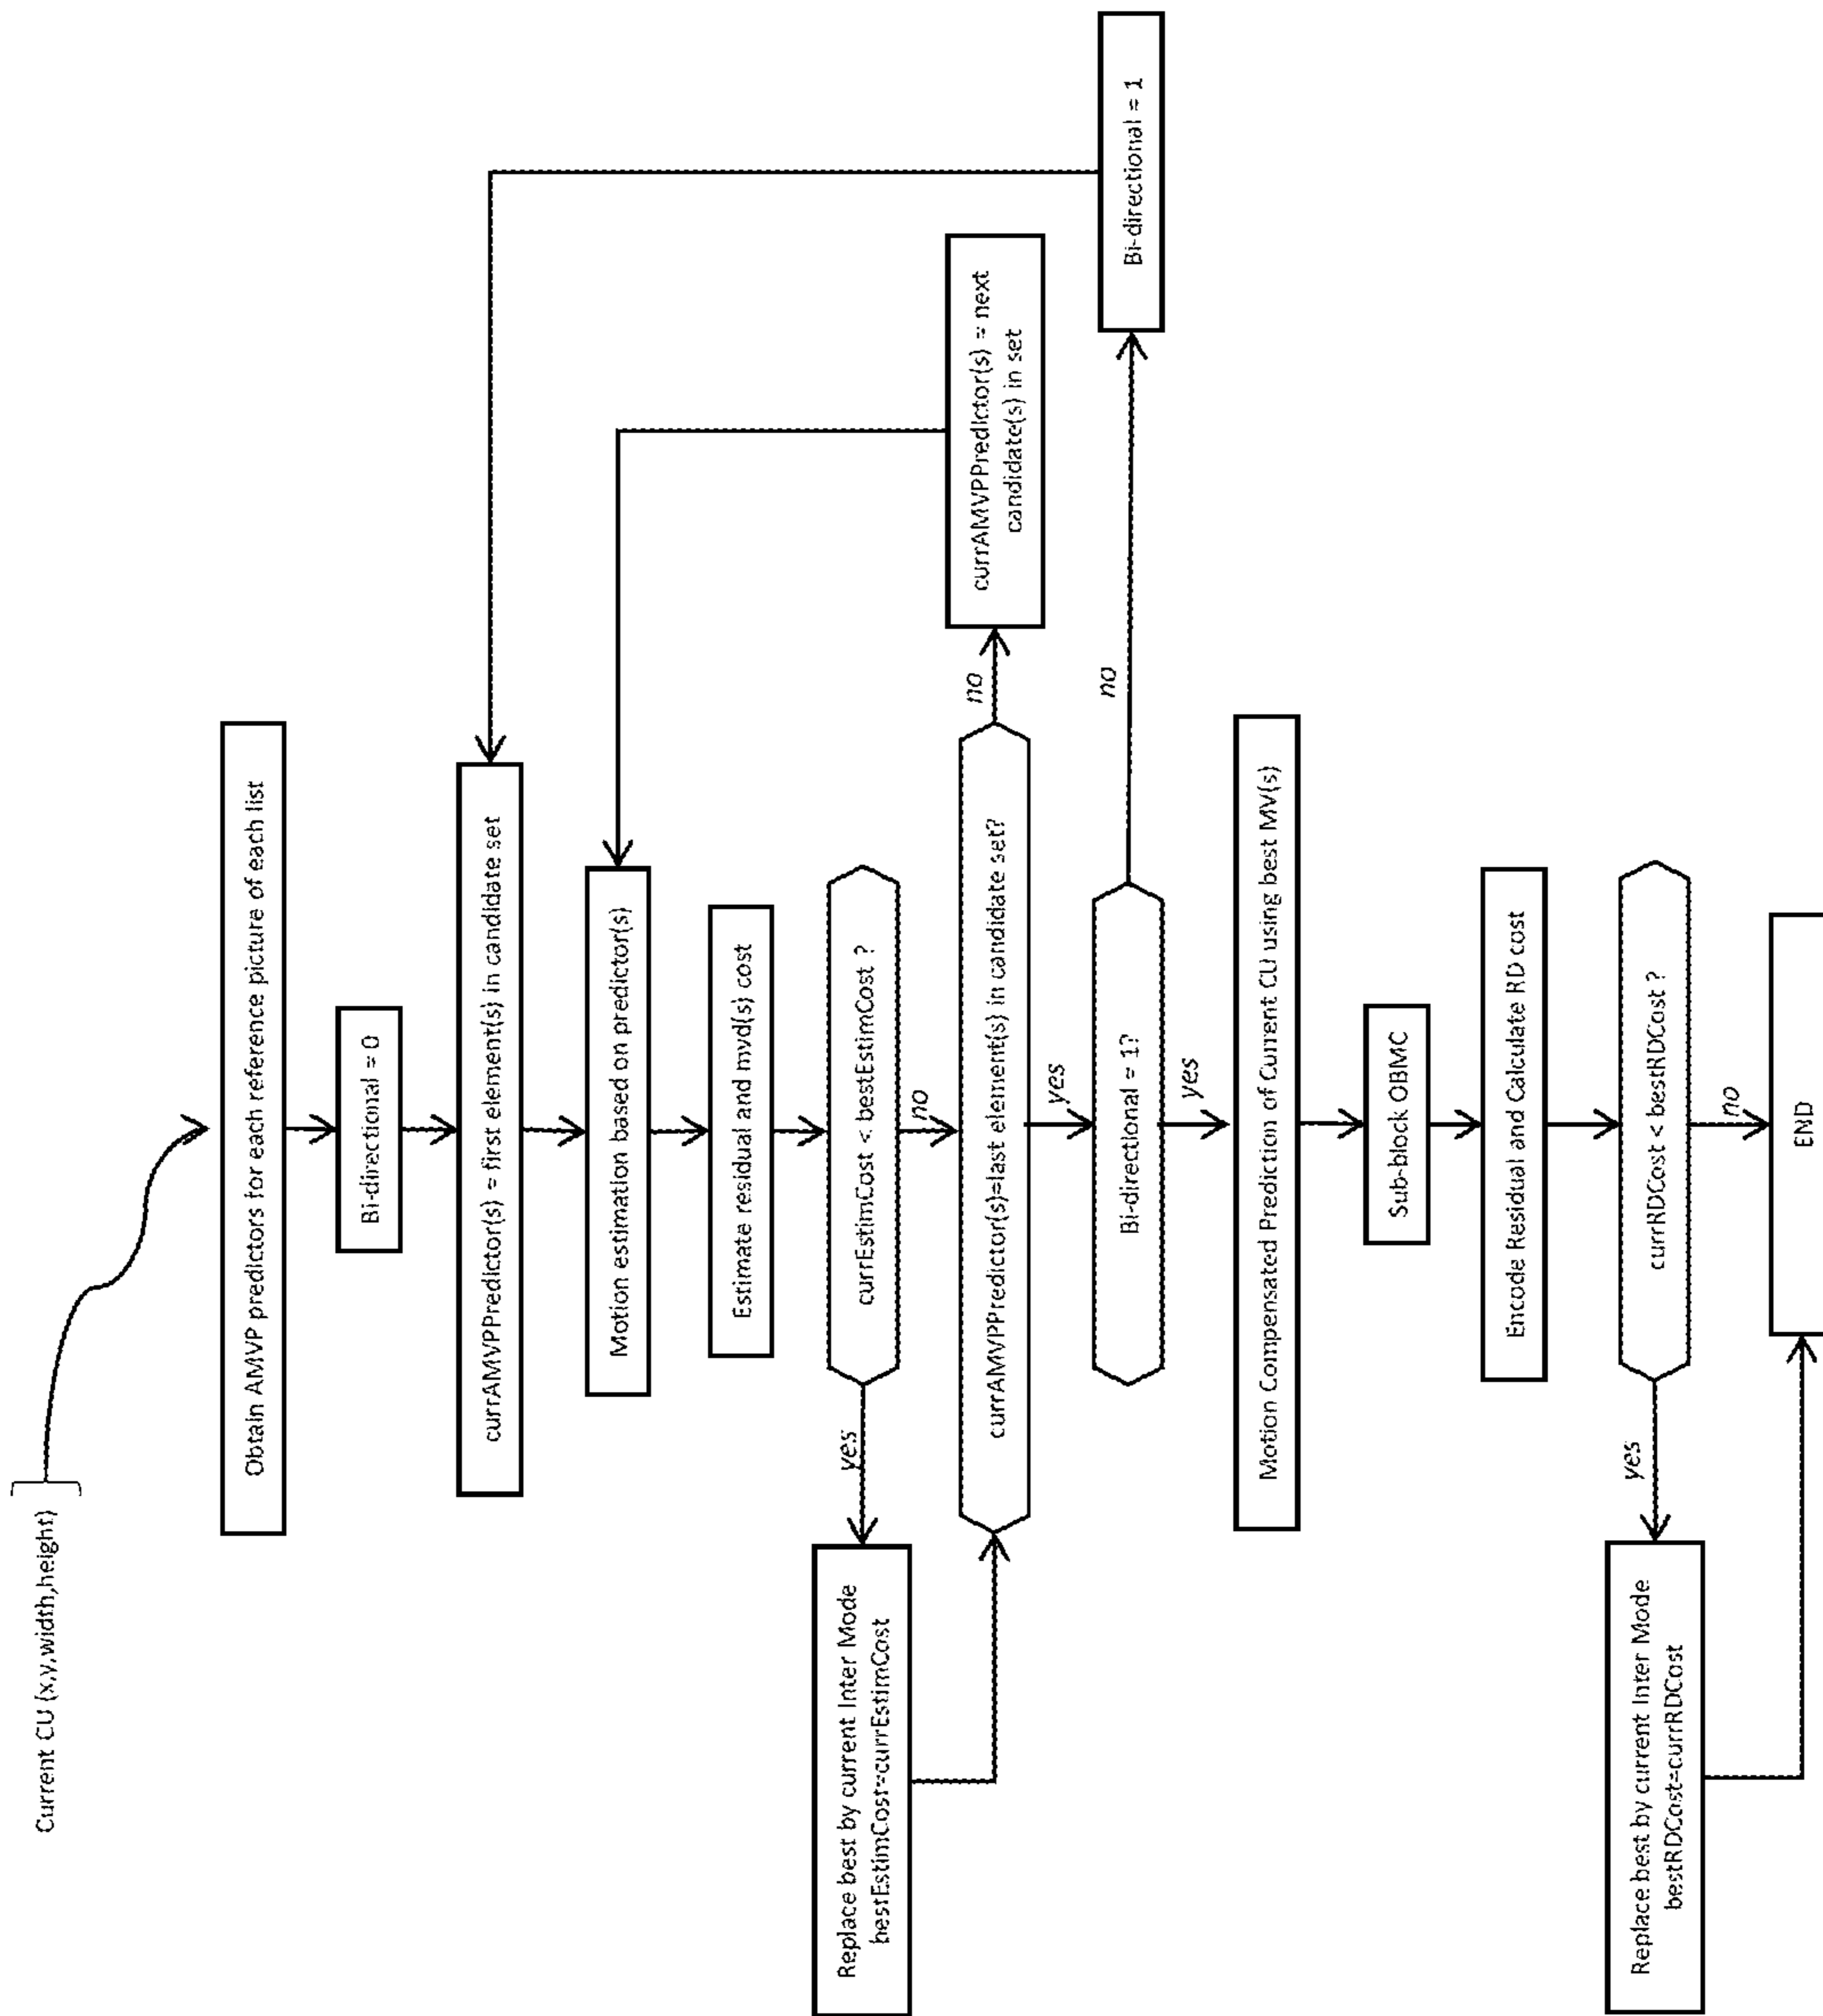 Current CU (x,y,width,height)
Obtain AMVP predictors for each reference picture of each list
Bi-directional = 0
currAMVPPredictor(s) = first element(s) in candidate set
Motion estimation based on predictor(s)
Estimate residual and mvd(s) cost
currEstimCost < bestEstimCost ?
yes
no
Replace best by current Inter Mode
bestEstimCost=currEstimCost
currAMVPPredictor(s)=last element(s) in candidate set?
no
yes
currAMVPPredictor(s) = next
candidate(s) in set
Bi-directional = 1?
no
yes
Bi-directional = 1
Motion Compensated Prediction of Current CU using best MV(s)
Sub-block OBMC
Encode Residual and Calculate RD cost
currRDCost < bestRDCost ?
yes
no
Replace best by current Inter Mode
bestRDCost=currRDCost
END